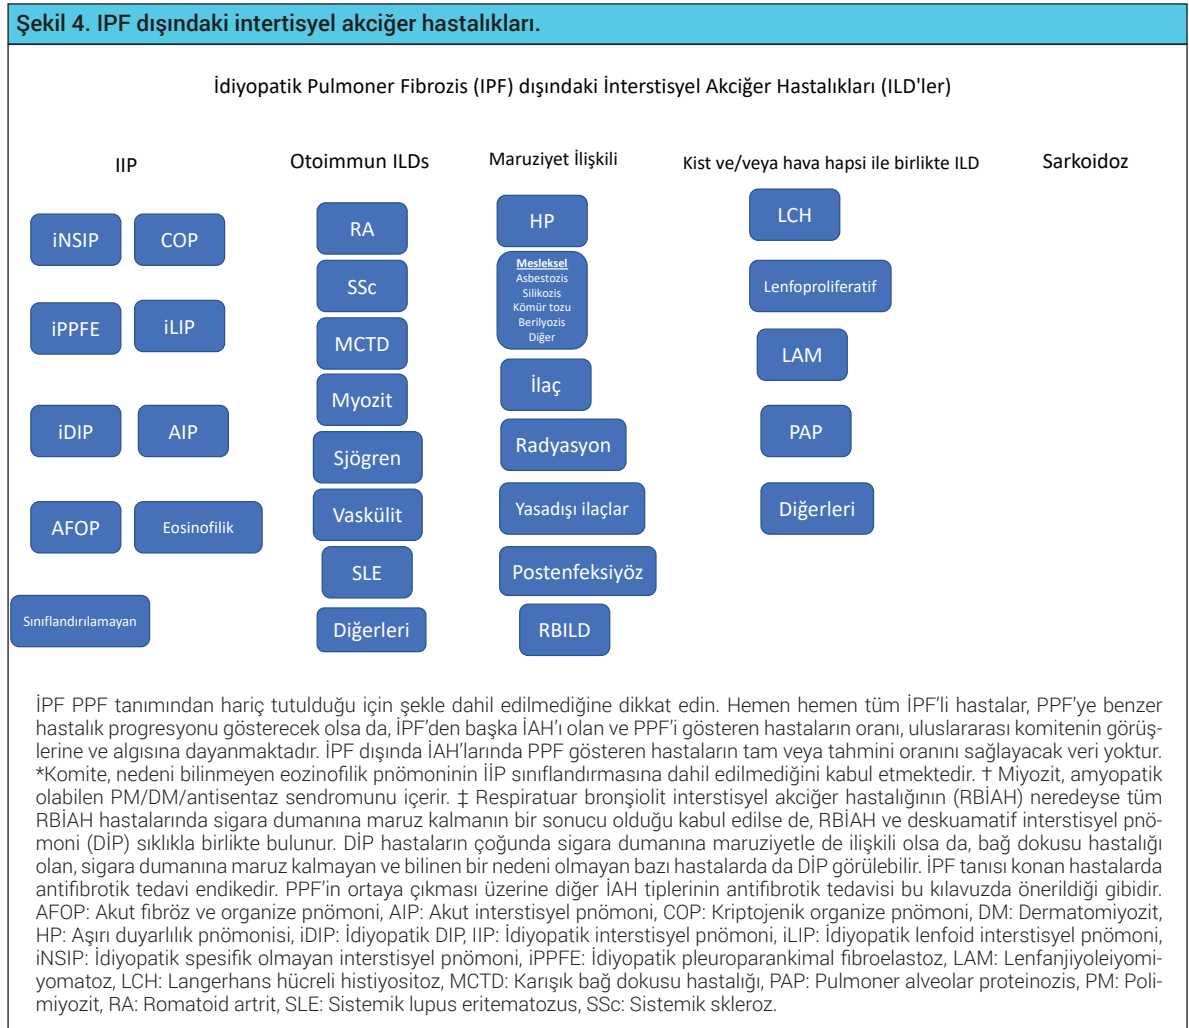 Şekil 4. IPF dışındaki intertisyel akciğer hastalıkları.
İdiyopatik Pulmoner Fibrozis (IPF) dışındaki İnterstisyel Akciğer Hastalıkları (ILD'ler)
IIP
iNSIP
COP
iPPFE
iLIP
iDIP
AIP
AFOP
Eosinofilik
Sınıflandırılamayan
Otoimmun ILDs
RA
SSc
MCTD
Myozit
Sjögren
Vaskülit
SLE
Diğerleri
Maruziyet İlişkili
HP
Mesleksel
Asbestozis
Silikozis
Kömür tozu
Berilyozis
Diğer
İlaç
Radyasyon
Yasadışı ilaçlar
Postenfeksiyöz
RBILD
Kist ve/veya hava hapsi ile birlikte ILD
LCH
Lenfoproliferatif
LAM
PAP
Diğerleri
Sarkoidoz
İPF PPF tanımından hariç tutulduğu için şekle dahil edilmediğine dikkat edin. Hemen hemen tüm İPF'li hastalar, PPF'ye benzer
hastalık progresyonu gösterecek olsa da, İPF'den başka İAH'ı olan ve PPF'i gösteren hastaların oranı, uluslararası komitenin görüş-
lerine ve algısına dayanmaktadır. İPF dışında İAH'larında PPF gösteren hastaların tam veya tahmini oranını sağlayacak veri yoktur.
*Komite, nedeni bilinmeyen eozinofilik pnömoninin İİP sınıflandırmasına dahil edilmediğini kabul etmektedir. † Miyozit, amyopatik
olabilen PM/DM/antisentaz sendromunu içerir. ‡ Respiratuar bronşiolit interstisyel akciğer hastalığının (RBİAH) neredeyse tüm
RBİAH hastalarında sigara dumanına maruz kalmanın bir sonucu olduğu kabul edilse de, RBİAH ve deskuamatif interstisyel pnö-
moni (DİP) sıklıkla birlikte bulunur. DİP hastaların çoğunda sigara dumanına maruziyetle de ilişkili olsa da, bağ dokusu hastalığı
olan, sigara dumanına maruz kalmayan ve bilinen bir nedeni olmayan bazı hastalarda da DİP görülebilir. İPF tanısı konan hastalarda
antifibrotik tedavi endikedir. PPF'in ortaya çıkması üzerine diğer İAH tiplerinin antifibrotik tedavisi bu kılavuzda önerildiği gibidir.
AFOP: Akut fibröz ve organize pnömoni, AIP: Akut interstisyel pnömoni, COP: Kriptojenik organize pnömoni, DM: Dermatomiyozit,
HP: Aşırı duyarlılık pnömonisi, iDIP: İdiyopatik DIP, IIP: İdiyopatik interstisyel pnömoni, iLIP: İdiyopatik lenfoid interstisyel pnömoni,
iNSIP: İdiyopatik spesifik olmayan interstisyel pnömoni, iPPFE: İdiyopatik pleuroparankimal fibroelastoz, LAM: Lenfanjiyoleiyomi-
yomatoz, LCH: Langerhans hücreli histiyositoz, MCTD: Karışık bağ dokusu hastalığı, PAP: Pulmoner alveolar proteinozis, PM: Poli-
miyozit, RA: Romatoid artrit, SLE: Sistemik lupus eritematozus, SSc: Sistemik skleroz.